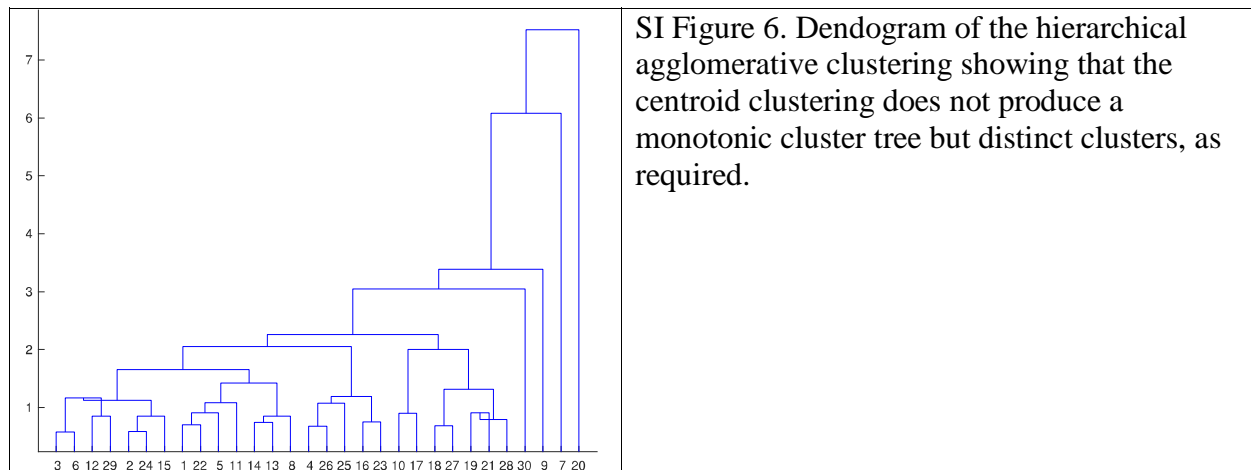 SI Figure 6. Dendogram of the hierarchical
agglomerative clustering showing that the
centroid clustering does not produce a
monotonic cluster tree but distinct clusters, as
required.
7
6
5
4
3
2
1
3 6 12 29 2 24 15 1 22 5 11 14 13 8 4 26 25 16 23 10 17 18 27 19 21 28 30 9 7 20